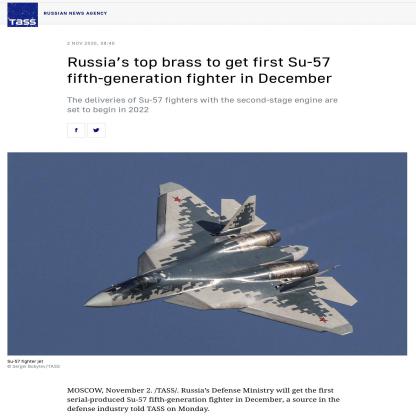 TASS
RUSSIAN NEWS AGENCY
2 NOV 2020, 08:40
Russia's top brass to get first Su-57
fifth-generation fighter in December
The deliveries of Su-57 fighters with the second-stage engine are
set to begin in 2022
f
Su-57 fighter jet
© Sergei Bobylev/TASS
MOSCOW, November 2. /TASS/. Russia's Defense Ministry will get the first
serial-produced Su-57 fifth-generation fighter in December, a source in the
defense industry told TASS on Monday.